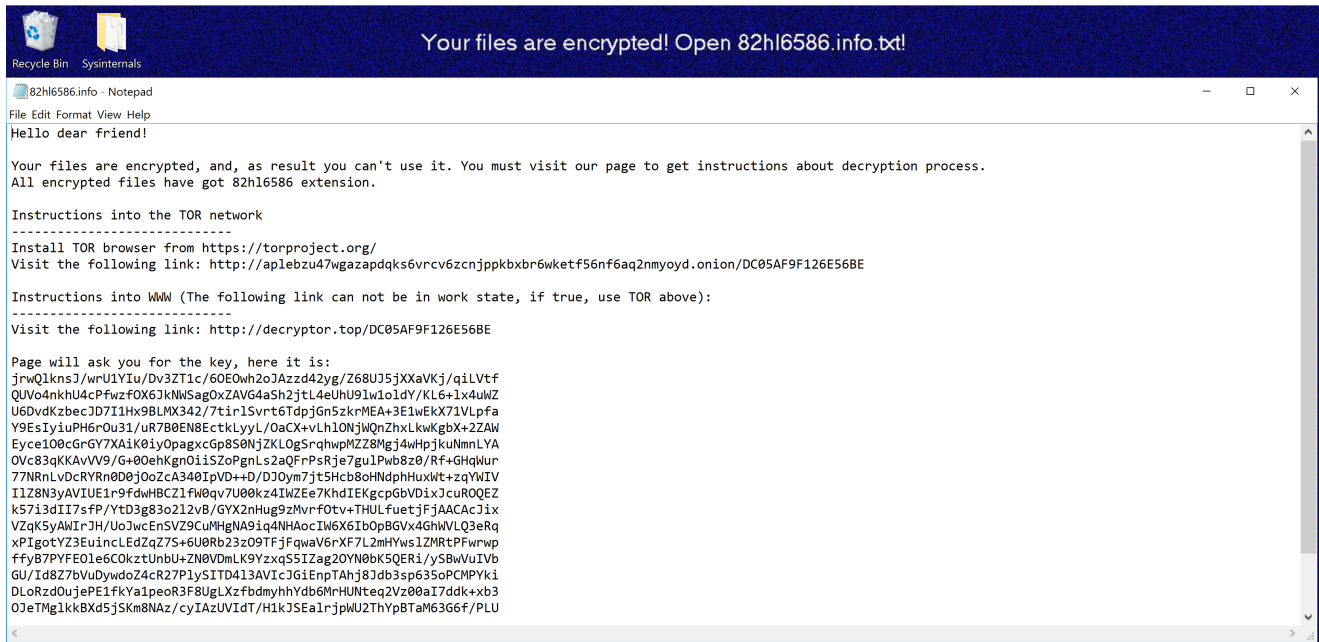 Your files are encrypted! Open 82hl6586.info.txt!
Recycle Bin Sysinternals
82hl6586.info - Notepad
File Edit Format View Help
Hello dear friend!
Your files are encrypted, and, as result you can't use it. You must visit our page to get instructions about decryption process.
All encrypted files have got 82hl6586 extension.
Instructions into the TOR network
-----------------------------
Install TOR browser from https://torproject.org/
Visit the following link: http://aplebzu47wgazapdqks6vrcv6zcnjppkbxbr6wketf56nf6aq2nmyoyd.onion/DC05AF9F126E56BE
Instructions into WWW (The following link can not be in work state, if true, use TOR above):
-----------------------------
Visit the following link: http://decryptor.top/DC05AF9F126E56BE
Page will ask you for the key, here it is:
jrwQlknsJ/wrU1YIu/Dv3ZT1c/6OEOwh2oJAzzd42yg/Z68UJ5jXXaVKj/qiLVtf
QUVo4nkhU4cPfwzfOX6JkNWSagOxZAVG4aSh2jtL4eUhU9lw1oldY/KL6+lx4uWZ
U6DvdKzbecJD7I1Hx9BLMX342/7tirlSvrt6TdpjGn5zkrMEA+3E1wEkX71VLpfa
Y9EsIyiuPH6rOu31/uR7B0EN8EctkLyyL/OaCX+vLhlONjWQnZhxLkwKgbX+2ZAW
Eyce1O0cGrGY7XAiK0iyOpagxcGp8S0NjZKLOgSrqhwpMZZ8Mgj4wHpjkuNmnLYA
OVc83qKKAvVV9/G+0OehKgnOiiSZoPgnLs2aQFrPsRje7gulPwb8z0/Rf+GHqWur
77NRnLvDcRYRn0D0jOoZcA340IpVD++D/DJOym7jt5Hcb8oHNdphHuxWt+zqYWIV
IlZ8N3yAVIUE1r9fdwHBCZlfW0qv7U00kz4IWZEe7KhdIEKgcpGbVDixJcuROQEZ
k57i3dII7sfP/YtD3g83o2l2vB/GYX2nHug9zMvrfOtv+THULfuetjFjAACAcJix
VZqK5yAWIrJH/UoJwcEnSVZ9CuMHgNA9iq4NHAocIW6X6IbOpBGVx4GhWVLQ3eRq
xPIgotYZ3EuincLEdZqZ7S+6U0Rb23zO9TFjFqwaV6rXF7L2mHYwslZMRtPFwrwp
ffyB7PYFEOle6COkztUnbU+ZN0VDmLK9YzxqS5IZag2OYN0bK5QERi/ySBwVuIVb
GU/Id8Z7bVuDywdoZ4cR27PlySITD4l3AVIcJGiEnpTAhj8Jdb3sp635oPCMPYki
DLoRzdOujePE1fkYa1peoR3F8UgLXzfbdmyhhYdb6MrHUNteq2Vz00aI7ddk+xb3
OJeTMglkkBXd5jSKm8NAz/cyIAzUVIdT/H1kJSEalrjpWU2ThYpBTaM63G6f/PLU